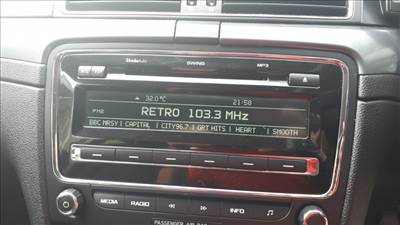 ŠkodaAuto SWING MP3
32.0°C 21:58
FM2 RETRO 103.3 MHz
BBC MRSY | CAPITAL | CITY96.7 | GRT HITS | HEART | SMOOTH
MEDIA RADIO INFO
PASSENGER AIR BAG